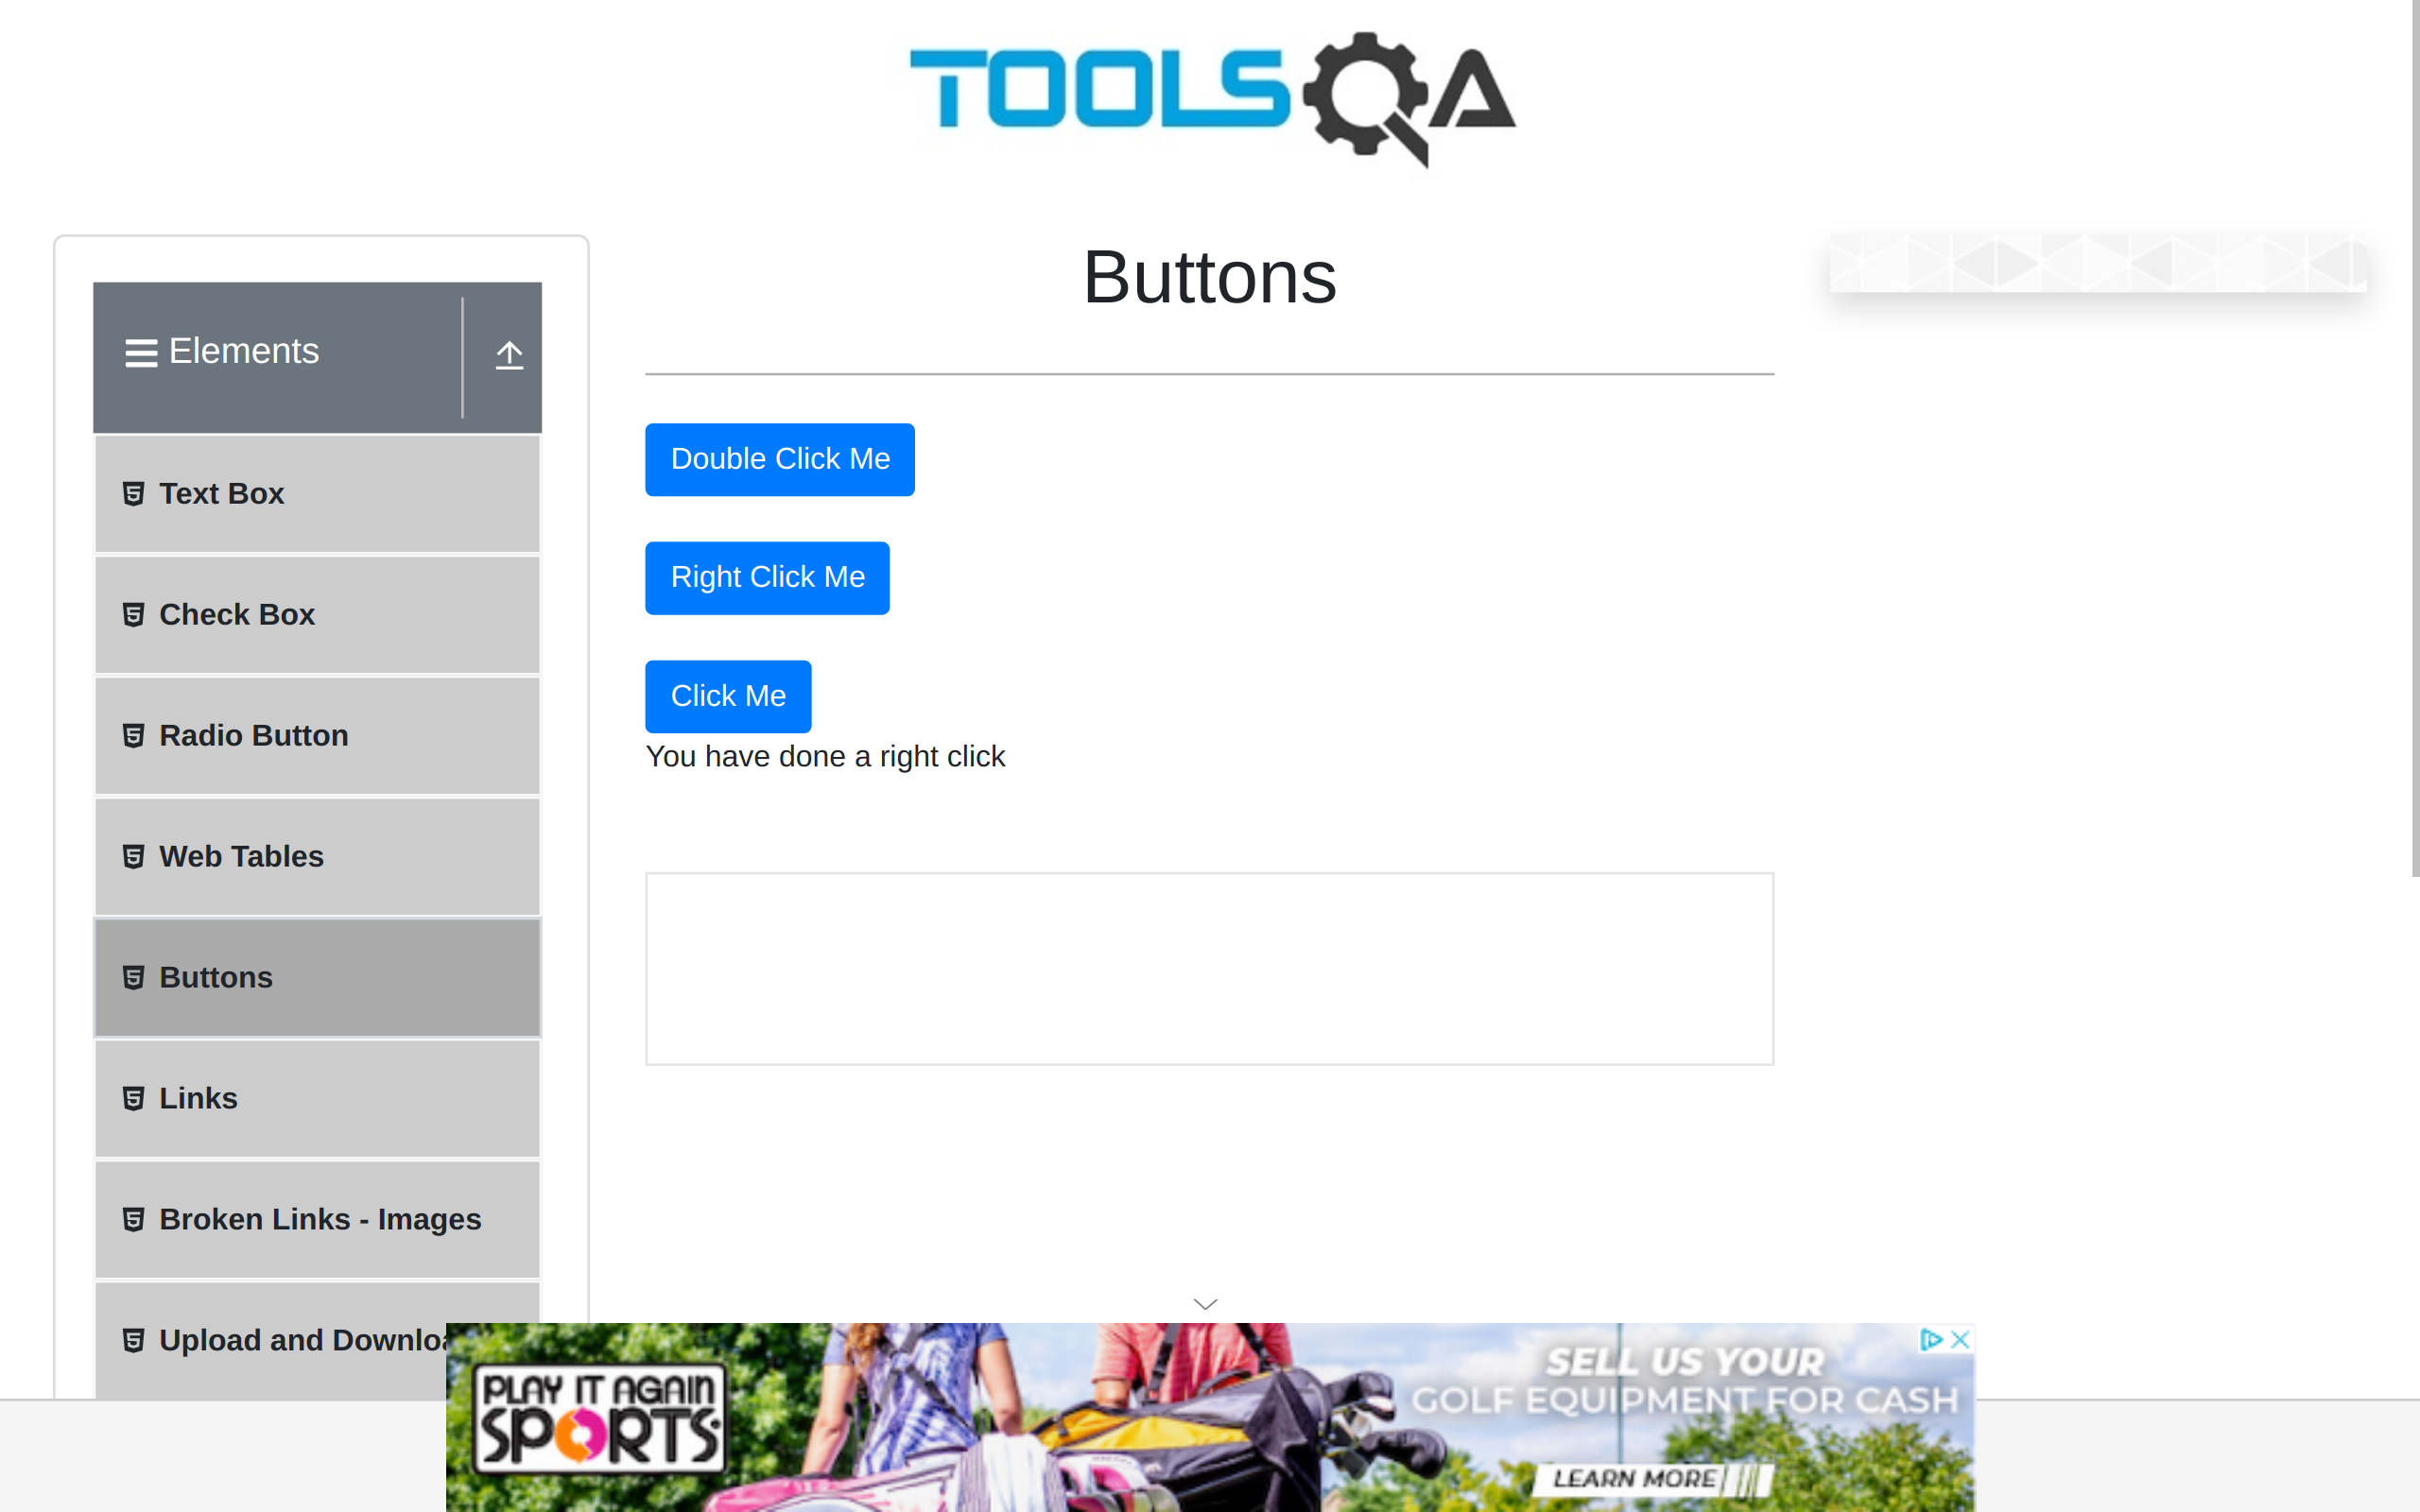 TOOLSQA
Buttons
Elements
Text Box
Check Box
Radio Button
Web Tables
Buttons
Links
Broken Links - Images
Upload and Downloa
Double Click Me
Right Click Me
Click Me
You have done a right click
PLAY IT AGAIN
SPORTS
SELL US YOUR
GOLF EQUIPMENT FOR CASH
LEARN MORE